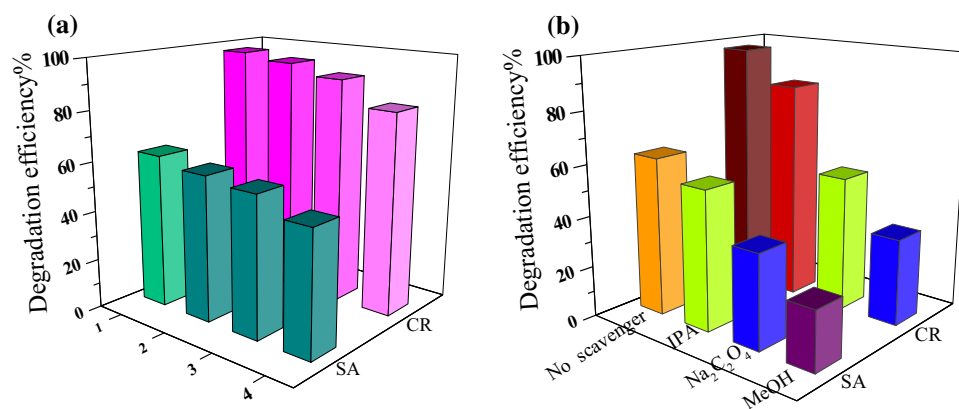 (a)
Degradation efficiency%
100
80
60
40
20
0
1
2
3
4
SA
CR
(b)
Degradation efficiency%
100
80
60
40
20
0
No scavenger
IPA
Na₂C₂O₄
MeOH
SA
CR